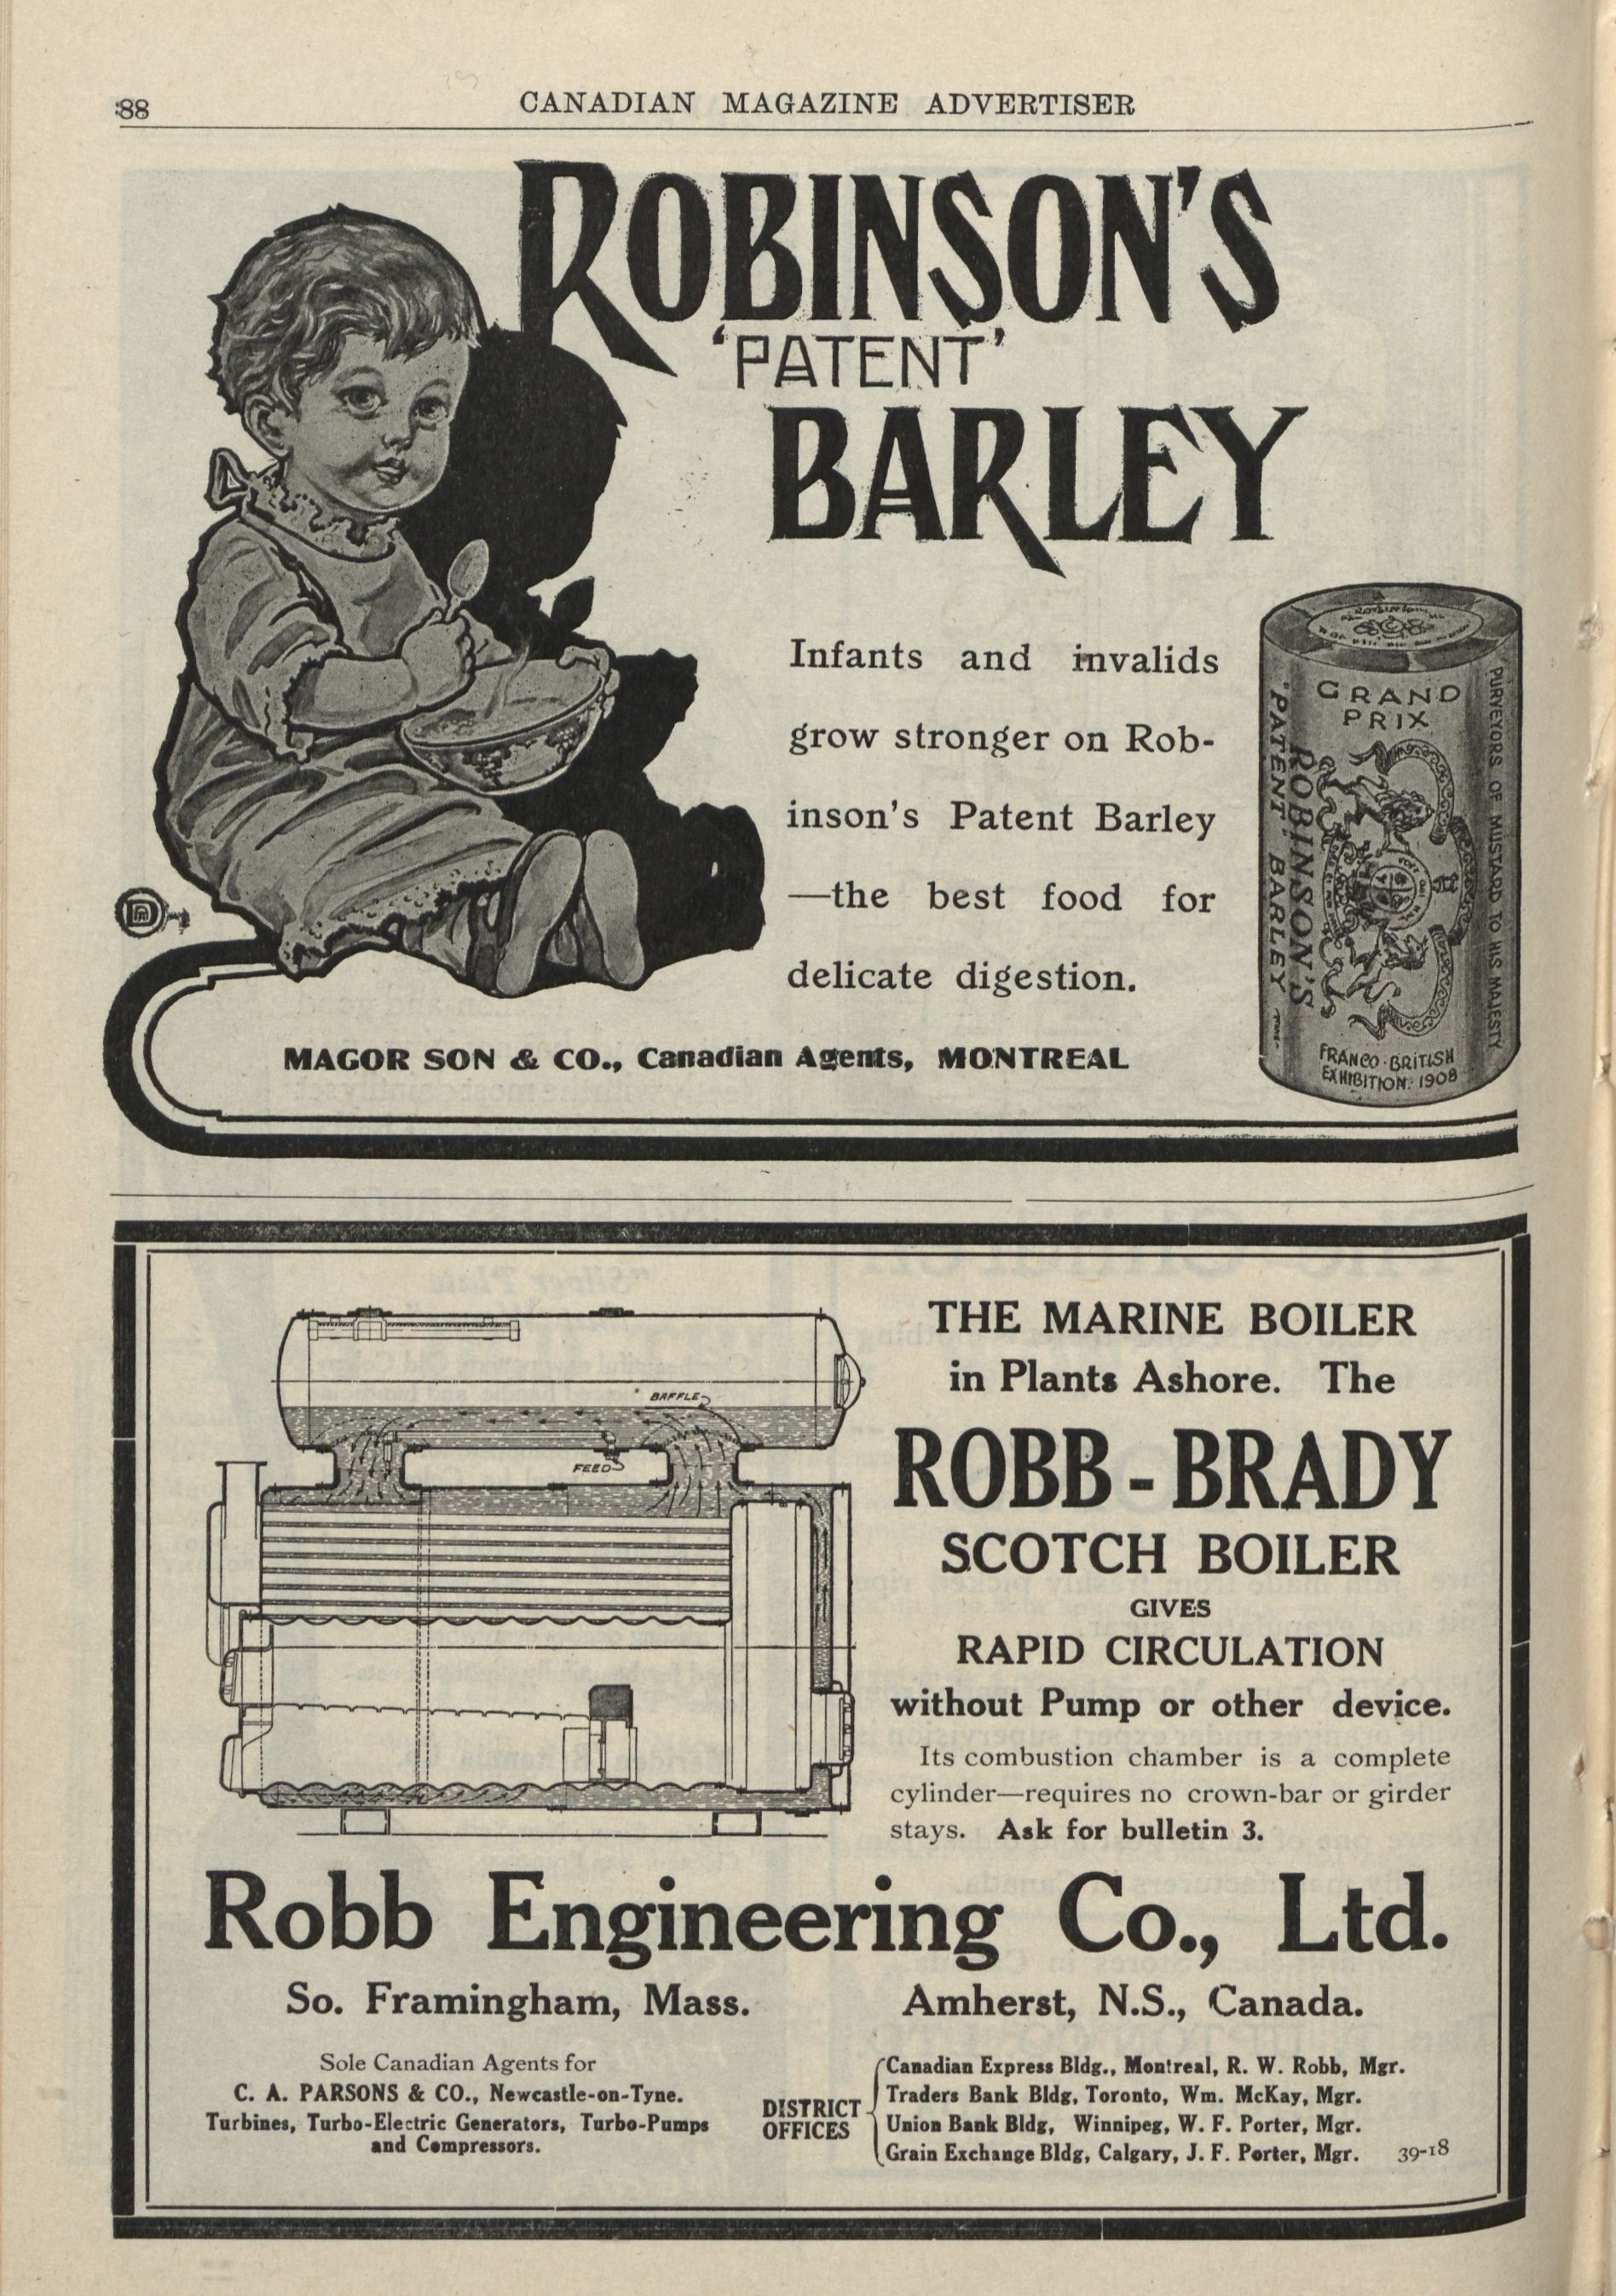 88
CANADIAN MAGAZINE ADVERTISER
ROBINSON'S
'PATENT'
BARLEY
Infants and invalids
grow stronger on Rob-
inson's Patent Barley
—the best food for
delicate digestion.
MAGOR SON & CO., Canadian Agents, MONTREAL
GRAND
PRIX
ROBINSON'S
"PATENT" BARLEY
PURVEYORS OF MUSTARD TO HIS MAJESTY
FRANCO-BRITISH
EXHIBITION. 1908
BAFFLE
FEED
THE MARINE BOILER
in Plants Ashore. The
ROBB-BRADY
SCOTCH BOILER
GIVES
RAPID CIRCULATION
without Pump or other device.
Its combustion chamber is a complete
cylinder—requires no crown-bar or girder
stays. Ask for bulletin 3.
Robb Engineering Co., Ltd.
So. Framingham, Mass.
Amherst, N.S., Canada.
Sole Canadian Agents for
C. A. PARSONS & CO., Newcastle-on-Tyne.
Turbines, Turbo-Electric Generators, Turbo-Pumps
and Compressors.
DISTRICT
OFFICES
Canadian Express Bldg., Montreal, R. W. Robb, Mgr.
Traders Bank Bldg, Toronto, Wm. McKay, Mgr.
Union Bank Bldg, Winnipeg, W. F. Porter, Mgr.
Grain Exchange Bldg, Calgary, J. F. Porter, Mgr.
39-18